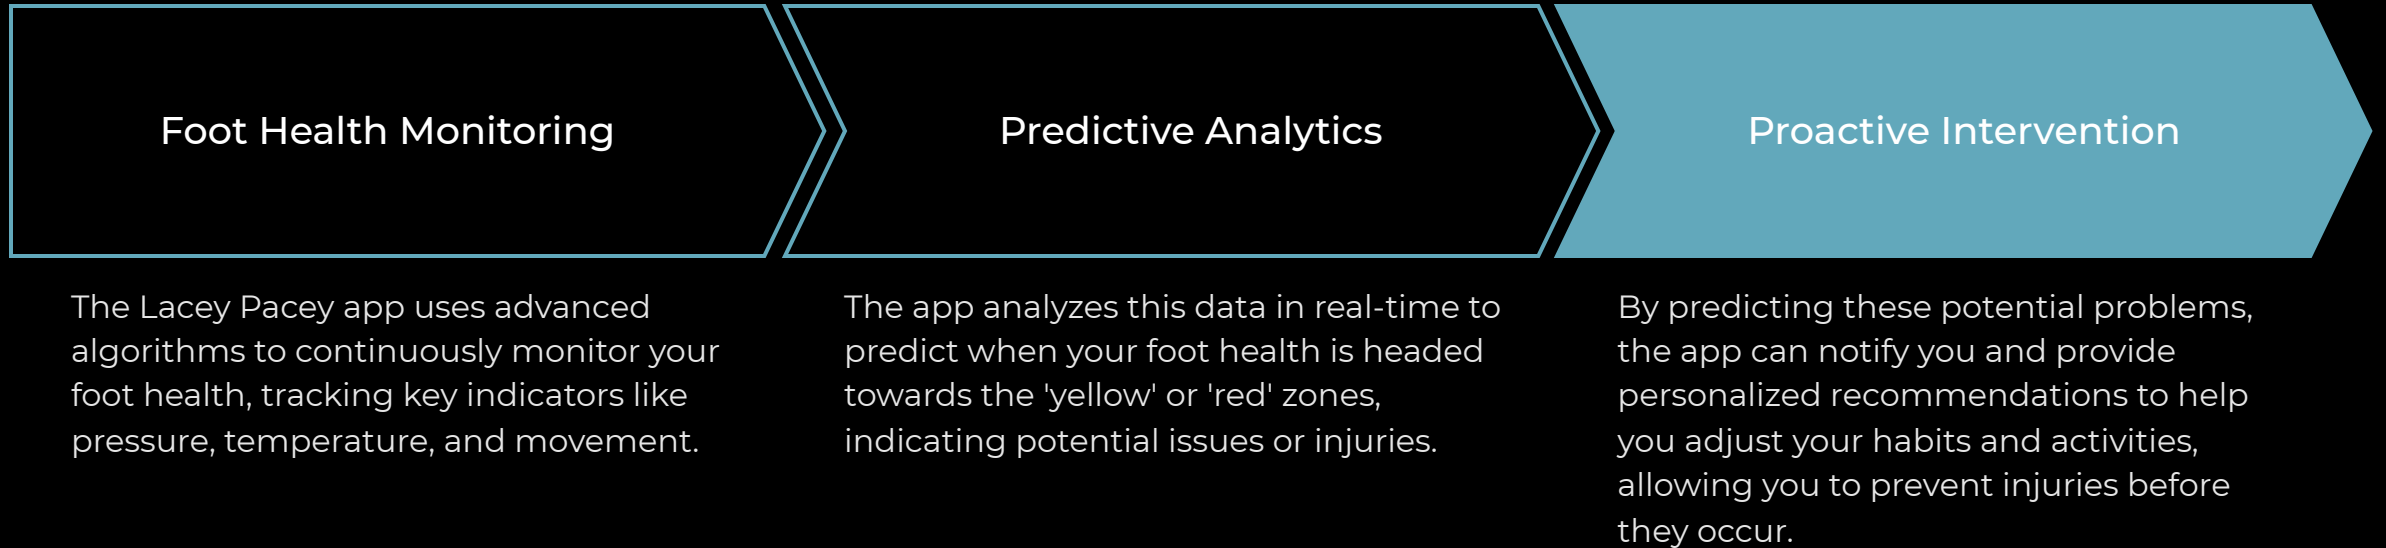 Foot Health Monitoring
The Lacey Pacey app uses advanced
algorithms to continuously monitor your
foot health, tracking key indicators like
pressure, temperature, and movement.
Predictive Analytics
The app analyzes this data in real-time to
predict when your foot health is headed
towards the 'yellow' or 'red' zones,
indicating potential issues or injuries.
Proactive Intervention
By predicting these potential problems,
the app can notify you and provide
personalized recommendations to help
you adjust your habits and activities,
allowing you to prevent injuries before
they occur.